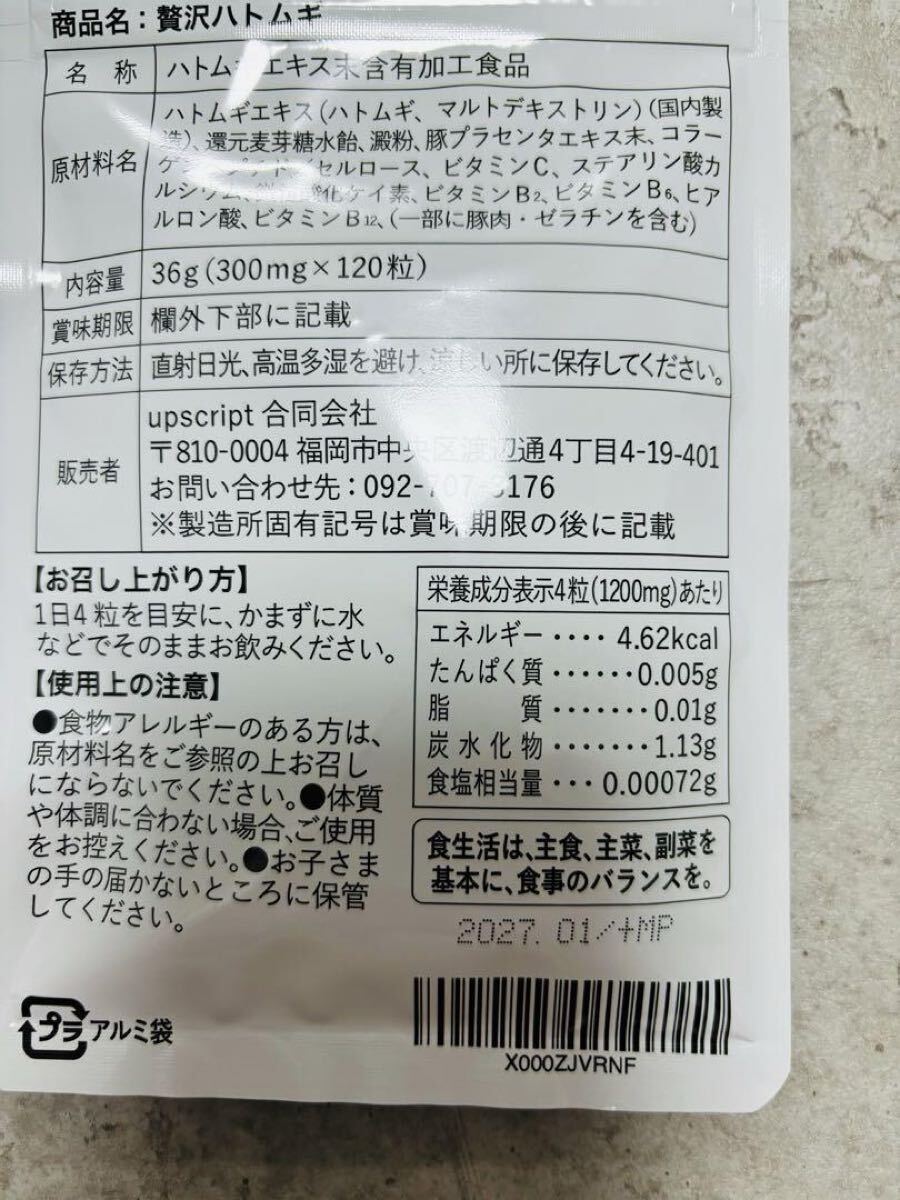 商品名：贅沢ハトムギ
名 称 ハトムギエキス末含有加工食品
原材料名
ハトムギエキス(ハトムギ、マルトデキストリン)(国内製
造)、還元麦芽糖水飴、澱粉、豚プラセンタエキス末、コラー
ゲンペプチド/セルロース、ビタミンC、ステアリン酸カ
ルシウム、酸化ケイ素、ビタミンB2、ビタミンB6、ヒア
ルロン酸、ビタミンB12、(一部に豚肉・ゼラチンを含む)
内容量 36g(300mg×120粒)
賞味期限 欄外下部に記載
保存方法 直射日光、高温多湿を避け、涼しい所に保存してください。
販売者
upscript 合同会社
〒810-0004 福岡市中央区渡辺通4丁目4-19-401
お問い合わせ先：092-707-3176
※製造所固有記号は賞味期限の後に記載
【お召し上がり方】
1日4粒を目安に、かまずに水
などでそのままお飲みください。
【使用上の注意】
●食物アレルギーのある方は、
原材料名をご参照の上お召し
にならないでください。●体質
や体調に合わない場合、ご使用
をお控えください。●お子さま
の手の届かないところに保管
してください。
栄養成分表示4粒(1200mg)あたり
エネルギー・・・・4.62kcal
たんぱく質・・・・・・0.005g
脂 質・・・・・・・0.01g
炭水化物・・・・・・・1.13g
食塩相当量・・・0.00072g
食生活は、主食、主菜、副菜を
基本に、食事のバランスを。
2027.01/+MP
プラ アルミ袋
X000ZJVRNF